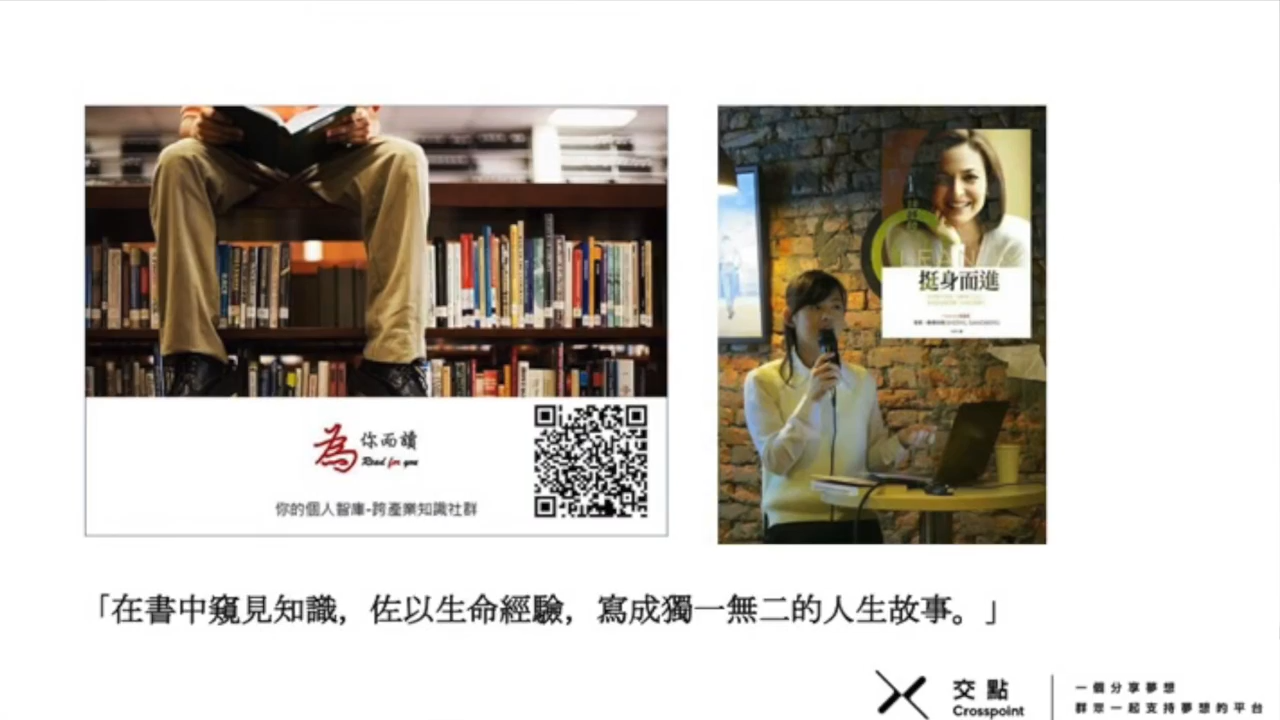 為 你而讀
Read for you
你的個人智庫-跨產業知識社群
LEAN
挺身而進
「在書中窺見知識，佐以生命經驗，寫成獨一無二的人生故事。」
交點
Crosspoint
一個分享夢想
群眾一起支持夢想的平台